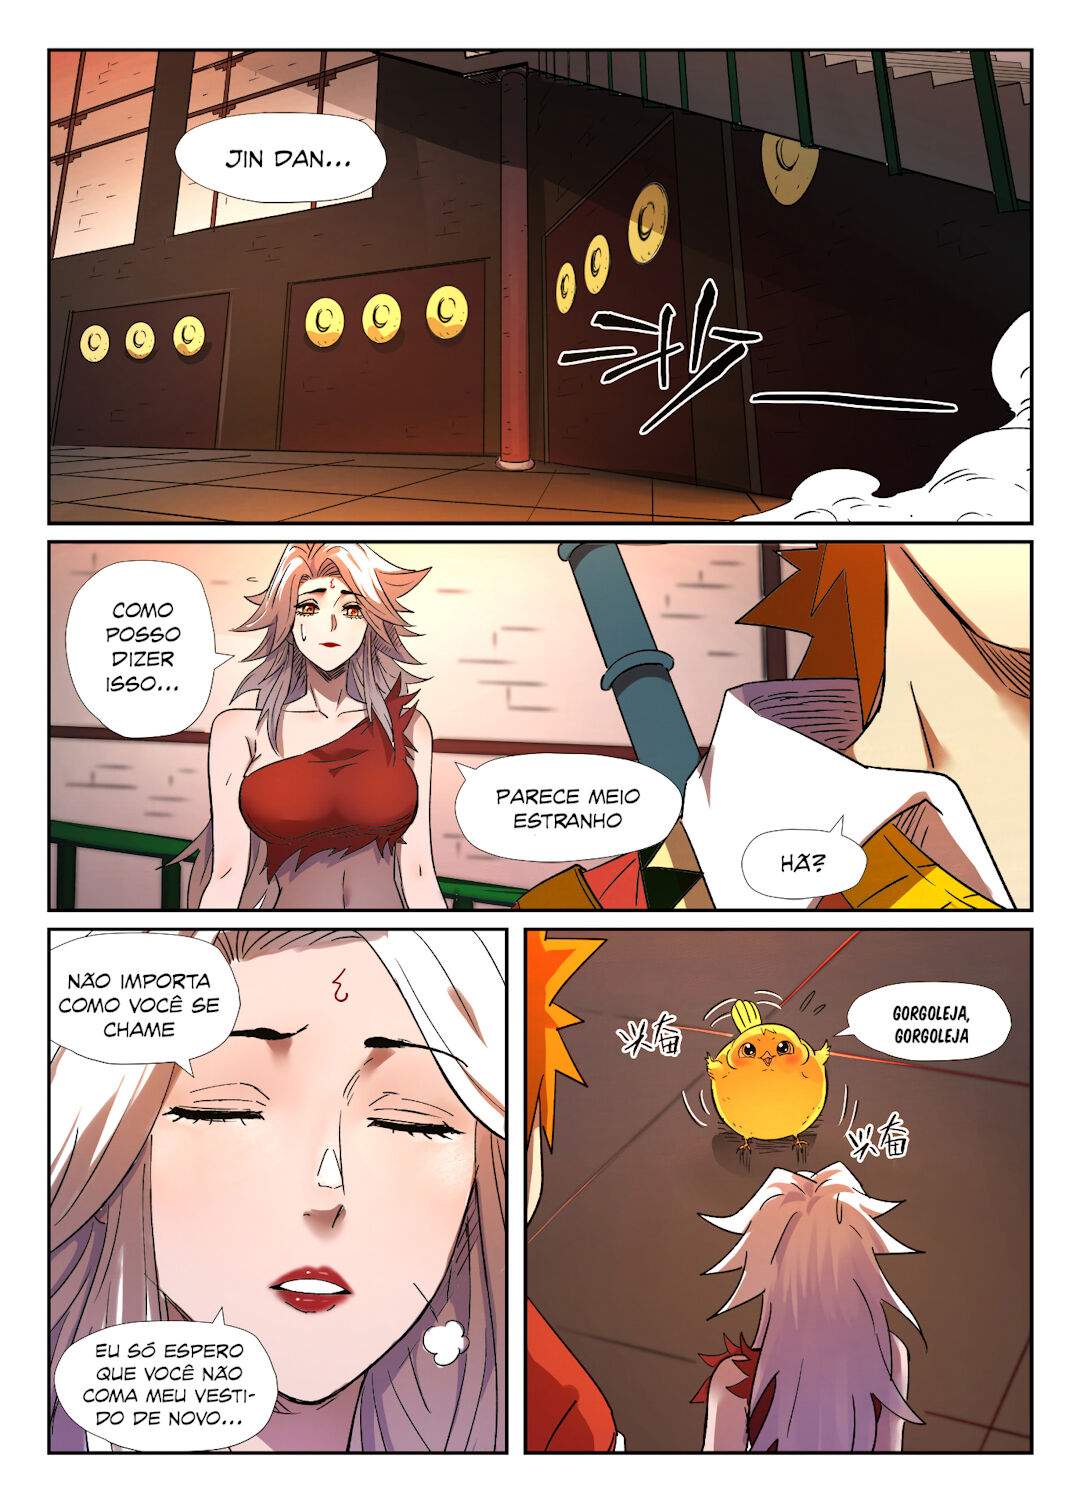 JIN DAN...
沙—
COMO
POSSO
DIZER
ISSO...
PARECE MEIO
ESTRANHO
HÃ?
NÃO IMPORTA
COMO VOCÊ SE
CHAME
EU SÓ ESPERO
QUE VOCÊ NÃO
COMA MEU VESTI-
DO DE NOVO...
GORGOLEJA,
GORGOLEJA
兴奋
兴奋